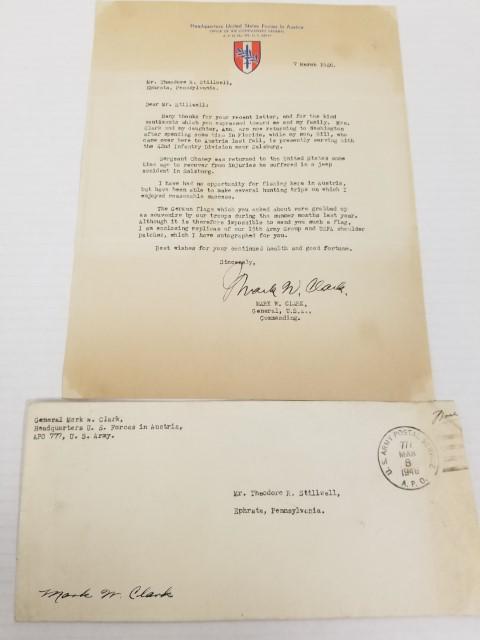 Headquarters United States Forces in Austria
OFFICE OF THE COMMANDING GENERAL
A.P.O. 777, U.S. ARMY
7 March 1946.
Mr. Theodore R. Stillwell,
Ephrata, Pennsylvania.
Dear Mr. Stillwell:
Many thanks for your recent letter, and for the kind
sentiments which you expressed toward me and my family. Mrs.
Clark and my daughter, Ann, are now returning to Washington
after spending some time in Florida, while my son, Bill, who
came over here to Austria last fall, is presently serving with
the 42nd Infantry Division near Salzburg.
Sergeant Chaney was returned to the United States some
time ago to recover from injuries he suffered in a jeep
accident in Salzburg.
I have had no opportunity for fishing here in Austria,
but have been able to make several hunting trips on which I
enjoyed reasonable success.
The German flags which you asked about were grabbed up
as souvenirs by our troops during the summer months last year.
Although it is therefore impossible to send you such a flag,
I am enclosing replicas of our 15th Army Group and USFA shoulder
patches, which I have autographed for you.
Best wishes for your continued health and good fortune.
Sincerely,
Mark W. Clark.
MARK W. CLARK,
General, U.S.A.,
Commanding.
General Mark W. Clark,
Headquarters U. S. Forces in Austria,
APO 777, U. S. Army.
U. S. ARMY POSTAL SERVICE
777
MAR
8
1946
A. P. O.
Mr. Theodore R. Stillwell,
Ephrata, Pennsylvania.
Mark W. Clark